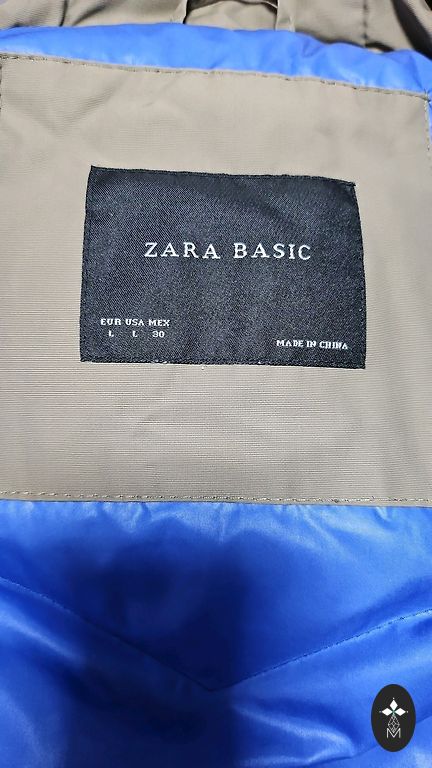 ZARA BASIC
EUR USA MEX
L L 30
MADE IN CHINA